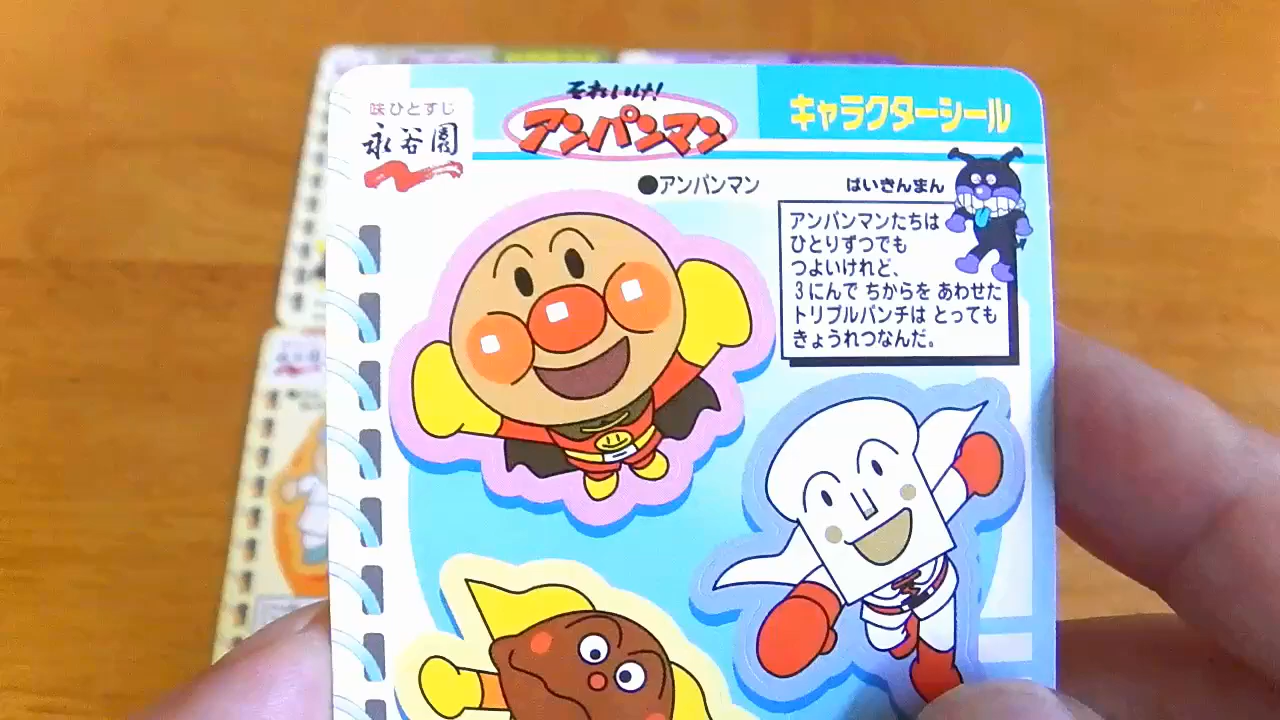 味ひとすじ
永谷園
それいけ!
アンパンマン
キャラクターシール
●アンパンマン
ばいきんまん
アンパンマンたちは
ひとりずつでも
つよいけれど、
3にんで ちからを あわせた
トリプルパンチは とっても
きょうれつなんだ。